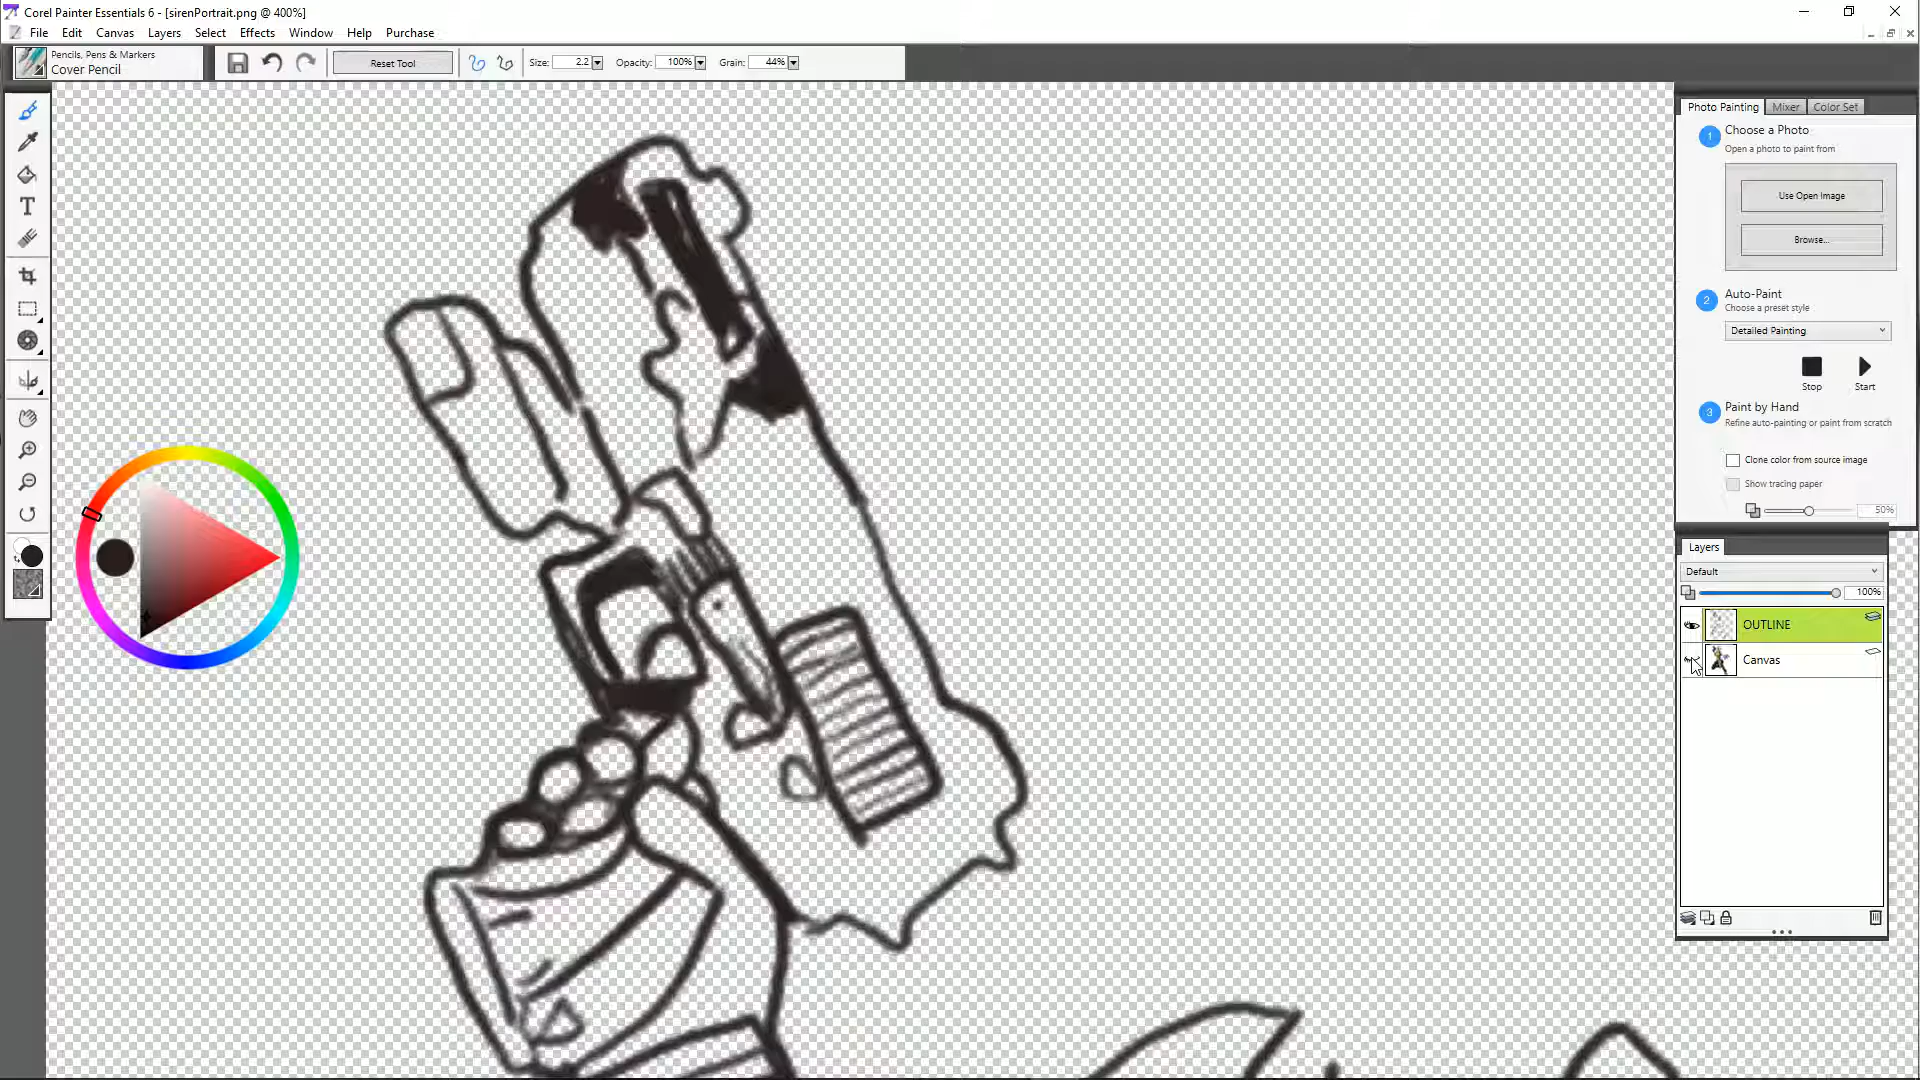 Corel Painter Essentials 6 - [sirenPortrait.png @ 400%]
File Edit Canvas Layers Select Effects Window Help Purchase
Pencils, Pens & Markers
Cover Pencil
Reset Tool
Size: 2.2 Opacity: 100% Grain: 44%
Photo Painting Mixer Color Set
1 Choose a Photo
Open a photo to paint from
Use Open Image
Browse...
2 Auto-Paint
Choose a preset style
Detailed Painting
Stop Start
3 Paint by Hand
Refine auto-painting or paint from scratch
Clone color from source image
Show tracing paper
50%
Layers
Default
100%
OUTLINE
Canvas